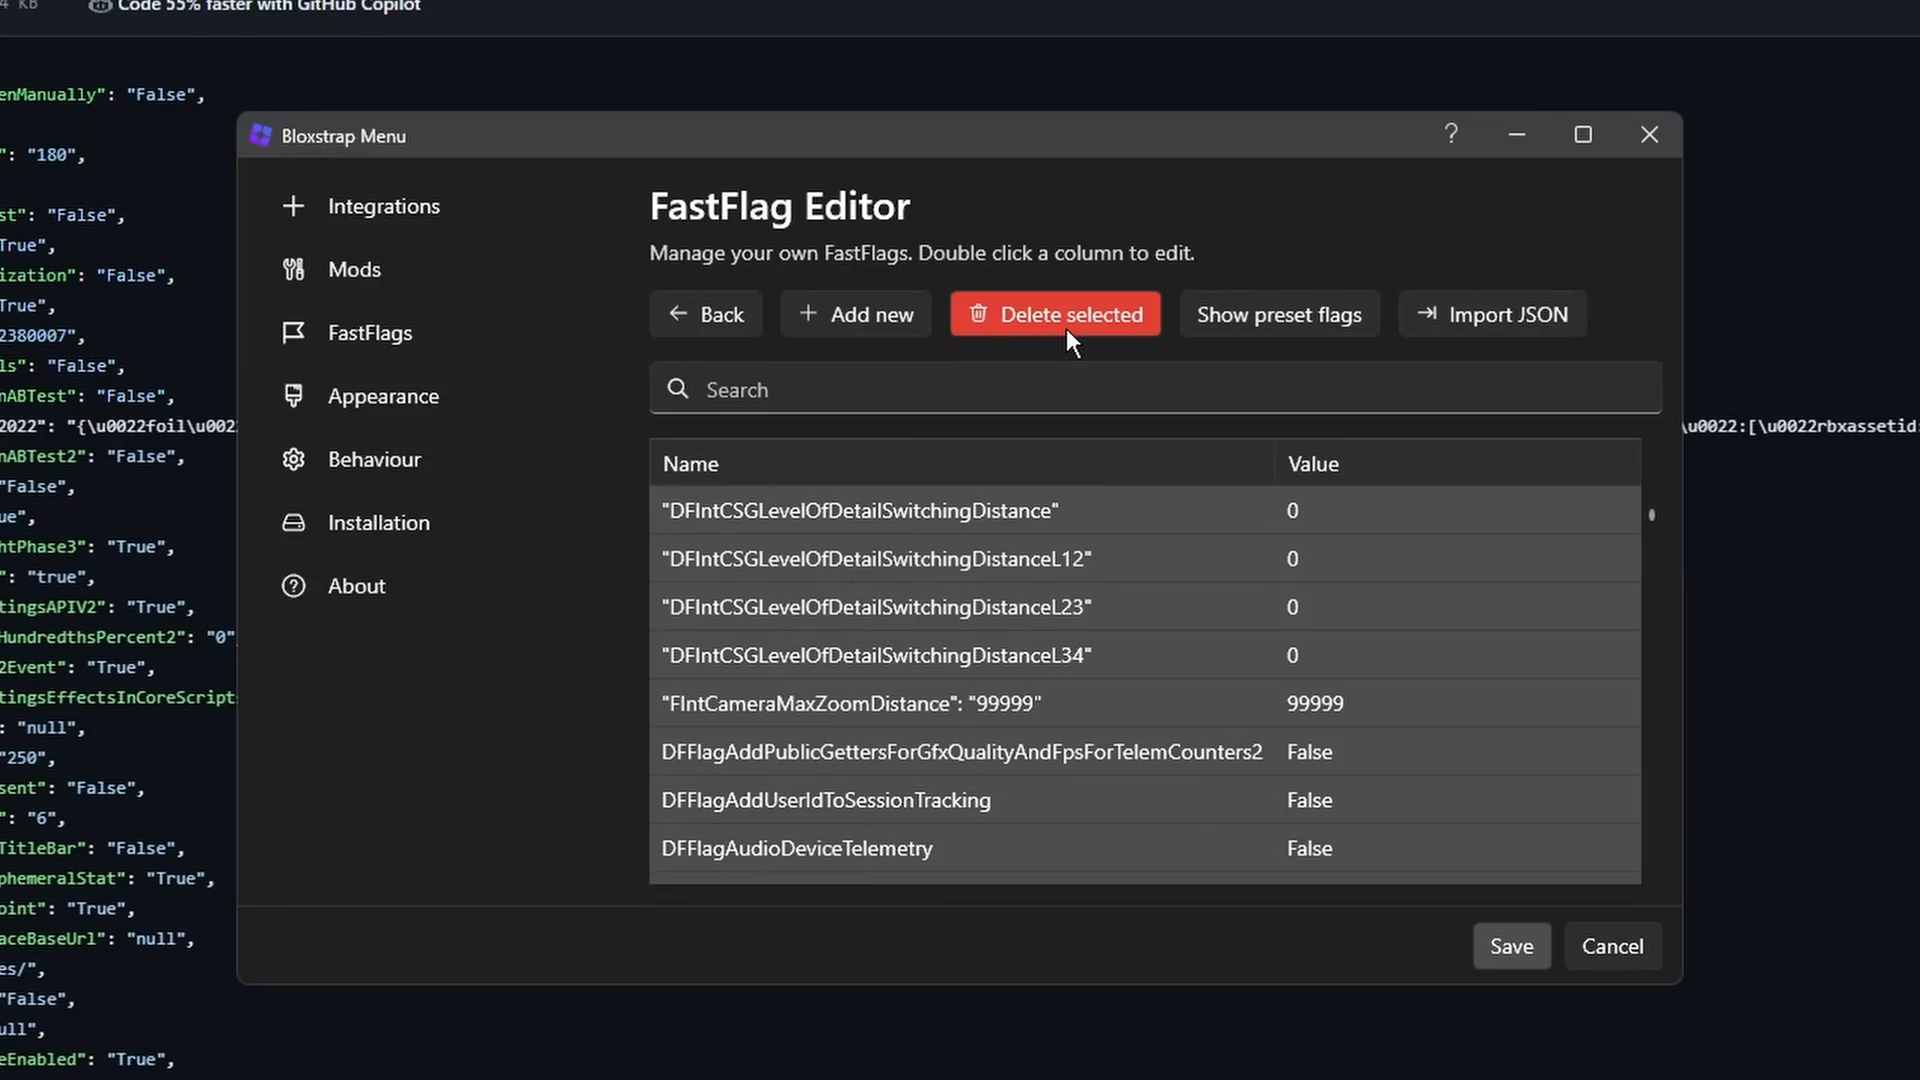 4 KB Code 55% faster with GitHub Copilot
enManually": "False",
": "180",
st": "False",
True",
ization": "False",
True",
2380007",
ls": "False",
nABTest": "False",
2022": "{\u0022foil\u002
\u0022:[\u0022rbxassetid:
nABTest2": "False",
"False",
ue",
htPhase3": "True",
": "true",
tingsAPIV2": "True",
HundredthsPercent2": "0"
2Event": "True",
tingsEffectsInCoreScript
: "null",
"250",
sent": "False",
": "6",
TitleBar": "False",
phemeralStat": "True",
oint": "True",
aceBaseUrl": "null",
es/",
"False",
ull",
eEnabled": "True",
Bloxstrap Menu
Integrations
Mods
FastFlags
Appearance
Behaviour
Installation
About
FastFlag Editor
Manage your own FastFlags. Double click a column to edit.
Back Add new Delete selected Show preset flags Import JSON
Search
Name Value
"DFIntCSGLevelOfDetailSwitchingDistance" 0
"DFIntCSGLevelOfDetailSwitchingDistanceL12" 0
"DFIntCSGLevelOfDetailSwitchingDistanceL23" 0
"DFIntCSGLevelOfDetailSwitchingDistanceL34" 0
"FIntCameraMaxZoomDistance": "99999" 99999
DFFlagAddPublicGettersForGfxQualityAndFpsForTelemCounters2 False
DFFlagAddUserIdToSessionTracking False
DFFlagAudioDeviceTelemetry False
Save Cancel